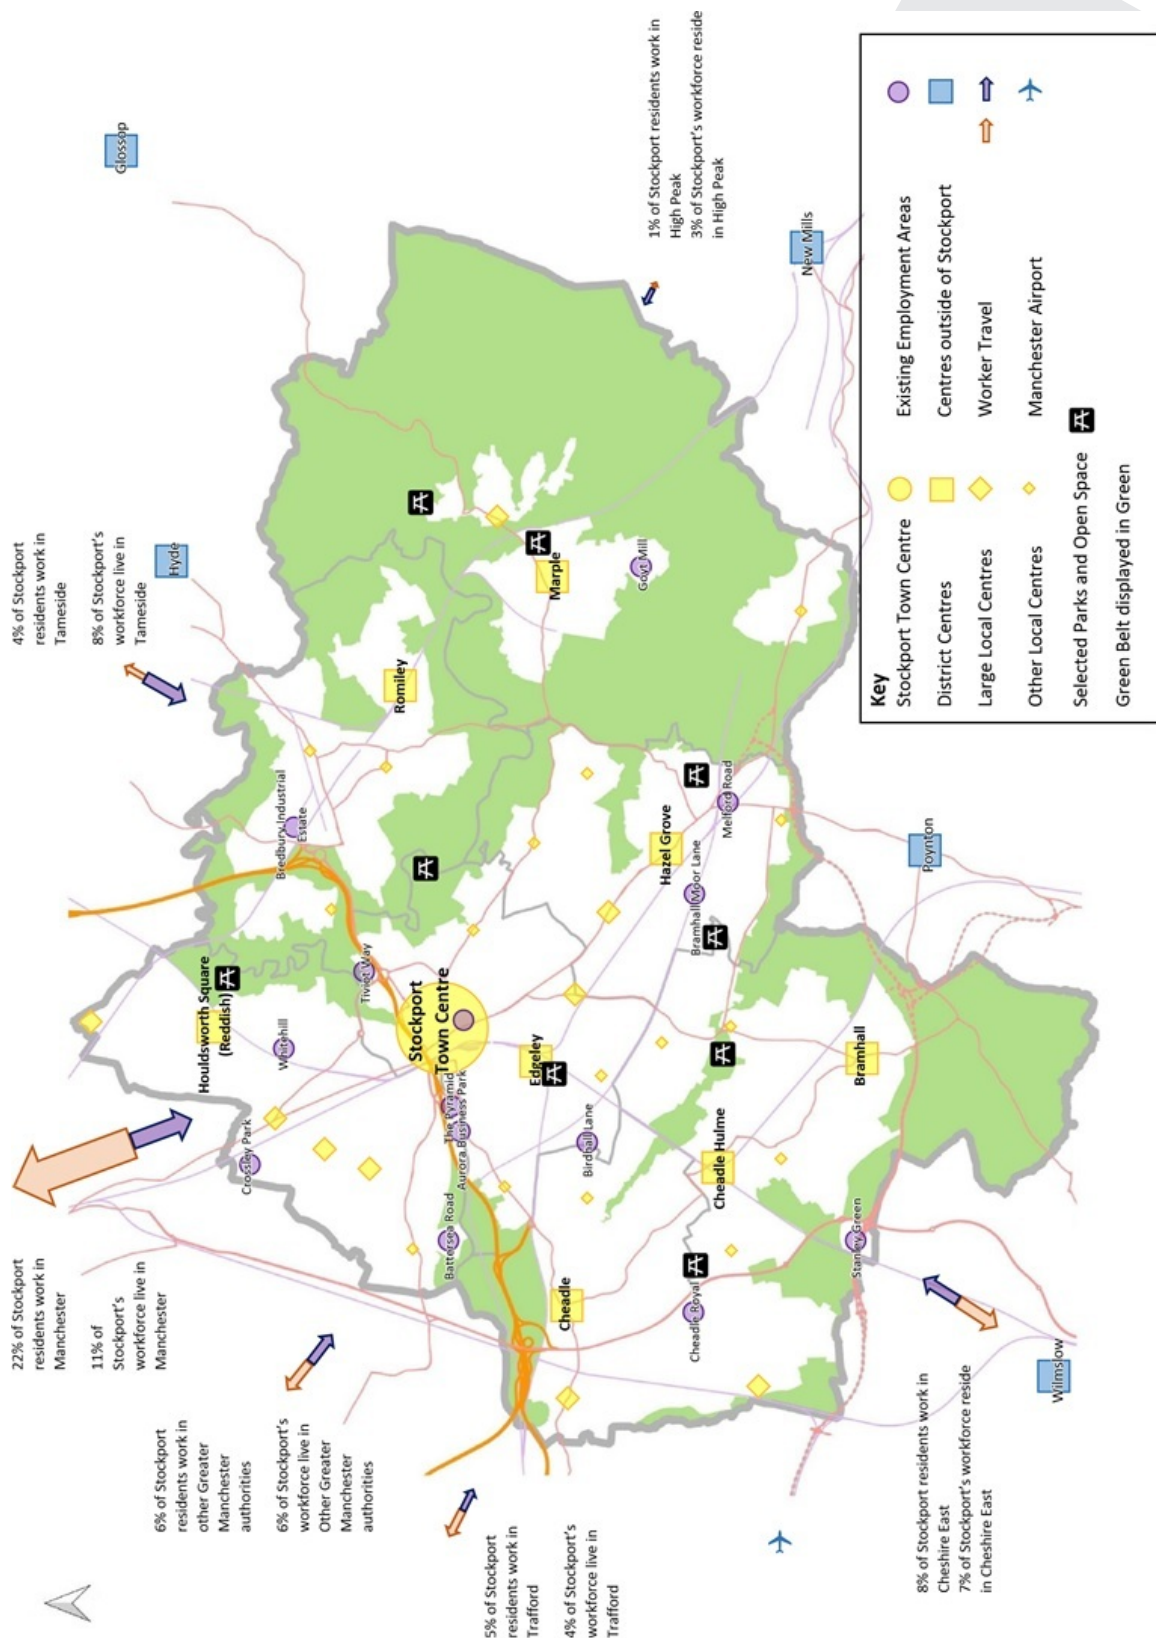 22% of Stockport
residents work in
Manchester
11% of
Stockport's
workforce live in
Manchester
4% of Stockport
residents work in
Tameside
8% of Stockport's
workforce live in
Tameside
6% of Stockport
residents work in
other Greater
Manchester
authorities
6% of Stockport's
workforce live in
Other Greater
Manchester
authorities
5% of Stockport
residents work in
Trafford
4% of Stockport's
workforce live in
Trafford
8% of Stockport residents work in
Cheshire East
7% of Stockport's workforce reside
in Cheshire East
1% of Stockport residents work in
High Peak
3% of Stockport's workforce reside
in High Peak
Glossop
Hyde
New Mills
Poynton
Wilmslow
Houldsworth Square
(Reddish)
Whitehill
Crossley Park
Bredbury Industrial
Estate
Tiviot Way
Stockport
Town Centre
The Pyramid
Aurora Business Park
Battersea Road
Romiley
Marple
Goyt Mill
Edgeley
Birdhall Lane
Cheadle
Cheadle Hulme
Cheadle Royal
Hazel Grove
Bramhall Moor Lane
Melford Road
Bramhall
Stanley Green
Key
Stockport Town Centre
Existing Employment Areas
District Centres
Centres outside of Stockport
Large Local Centres
Worker Travel
Other Local Centres
Manchester Airport
Selected Parks and Open Space
Green Belt displayed in Green